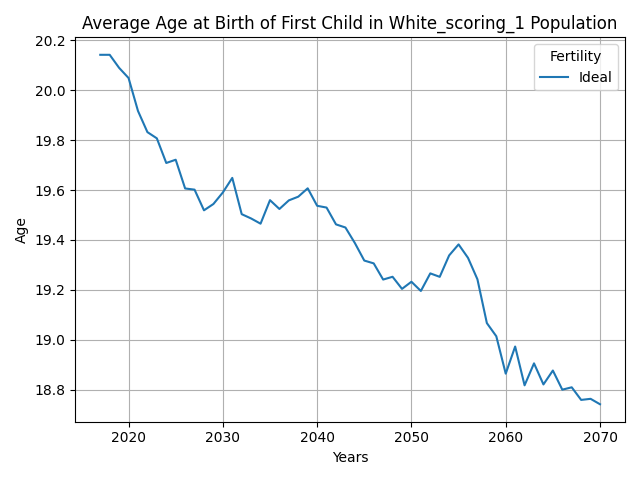 Average Age at Birth of First Child in White_scoring_1 Population
Fertility
Ideal
Age
20.2
20.0
19.8
19.6
19.4
19.2
19.0
18.8
2020 2030 2040 2050 2060 2070
Years